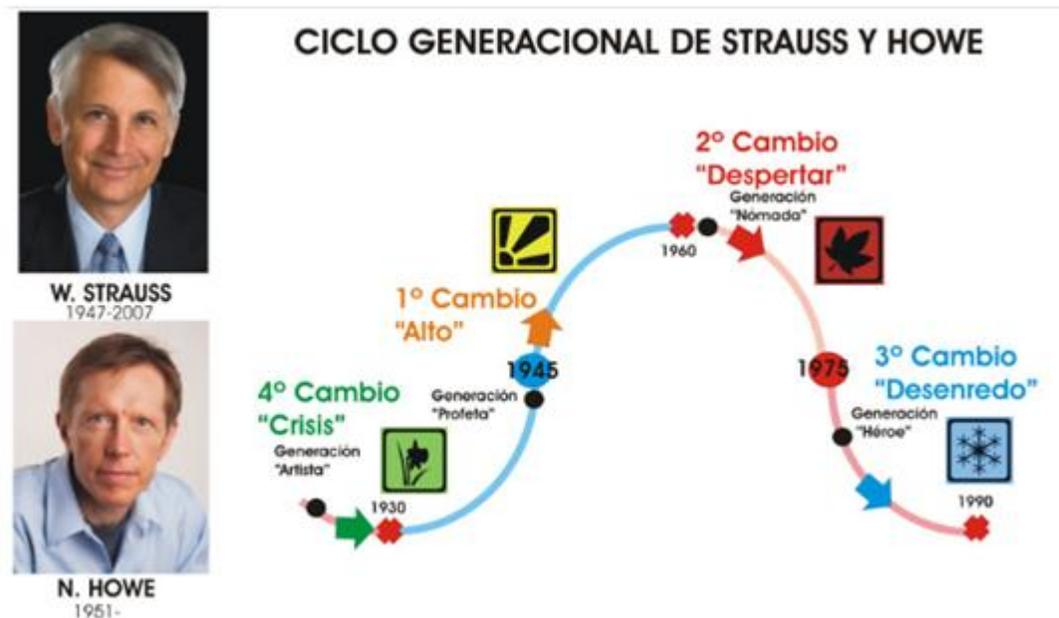 CICLO GENERACIONAL DE STRAUSS Y HOWE
W. STRAUSS
1947-2007
N. HOWE
1951-
4º Cambio
"Crisis"
Generación
"Artista"
1930
1º Cambio
"Alto"
1945
Generación
"Profeta"
1960
2º Cambio
"Despertar"
Generación
"Nómada"
1975
3º Cambio
"Desenredo"
Generación
"Héroe"
1990